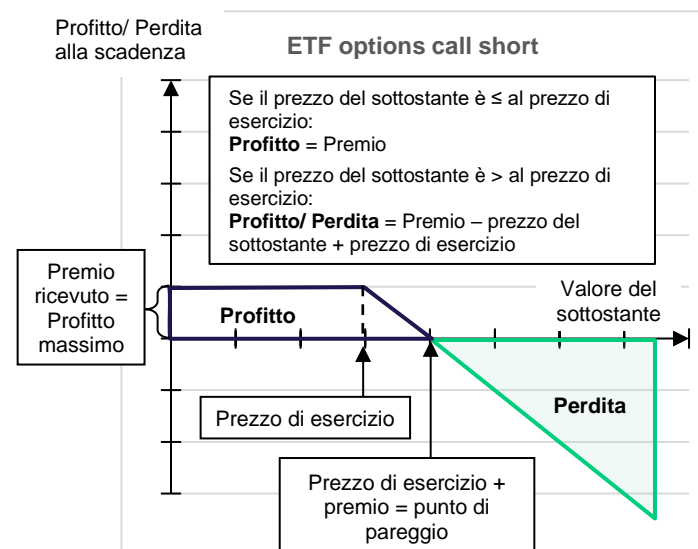 Profitto/ Perdita
alla scadenza
ETF options call short
Se il prezzo del sottostante è ≤ al prezzo di
esercizio:
Profitto = Premio
Se il prezzo del sottostante è > al prezzo di
esercizio:
Profitto/ Perdita = Premio – prezzo del
sottostante + prezzo di esercizio
Premio
ricevuto =
Profitto
massimo
Profitto
Valore del
sottostante
Perdita
Prezzo di esercizio
Prezzo di esercizio +
premio = punto di
pareggio